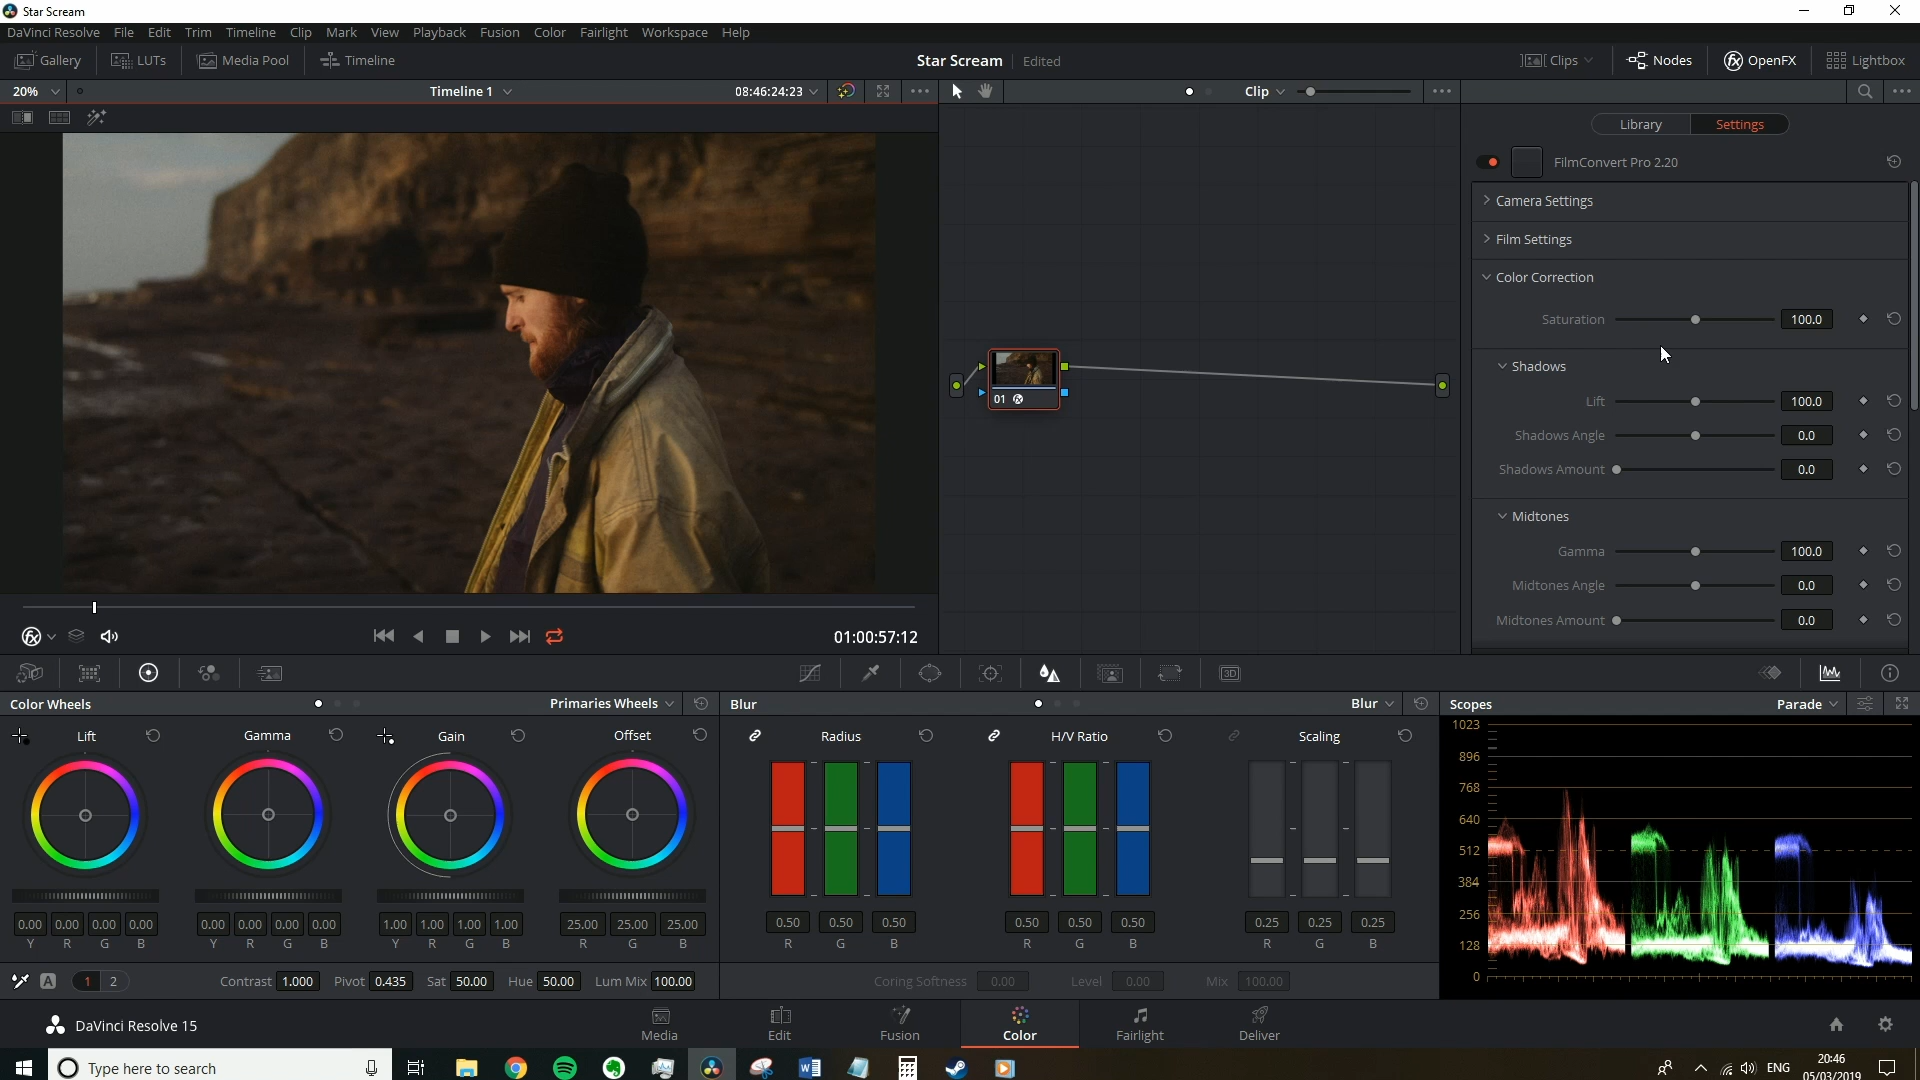 Star Scream
DaVinci Resolve File Edit Trim Timeline Clip Mark View Playback Fusion Color Fairlight Workspace Help
Gallery LUTs Media Pool Timeline Star Scream Edited Clips Nodes OpenFX Lightbox
20% Timeline 1 08:46:24:23 Clip
Library Settings
FilmConvert Pro 2.20
Camera Settings
Film Settings
Color Correction
Saturation 100.0
Shadows
Lift 100.0
Shadows Angle 0.0
Shadows Amount 0.0
Midtones
Gamma 100.0
Midtones Angle 0.0
Midtones Amount 0.0
01
01:00:57:12
3D
Color Wheels Primaries Wheels Blur Blur Scopes Parade
Lift Gamma Gain Offset Radius H/V Ratio Scaling
1023
896
768
640
512
384
256
128
0
0.00 0.00 0.00 0.00 0.00 0.00 0.00 0.00 1.00 1.00 1.00 1.00 25.00 25.00 25.00 0.50 0.50 0.50 0.50 0.50 0.50 0.25 0.25 0.25
Y R G B Y R G B Y R G B R G B R G B R G B R G B
A 1 2 Contrast 1.000 Pivot 0.435 Sat 50.00 Hue 50.00 Lum Mix 100.00 Coring Softness 0.00 Level 0.00 Mix 100.00
DaVinci Resolve 15 Media Edit Fusion Color Fairlight Deliver
Type here to search ENG 20:46
05/03/2019